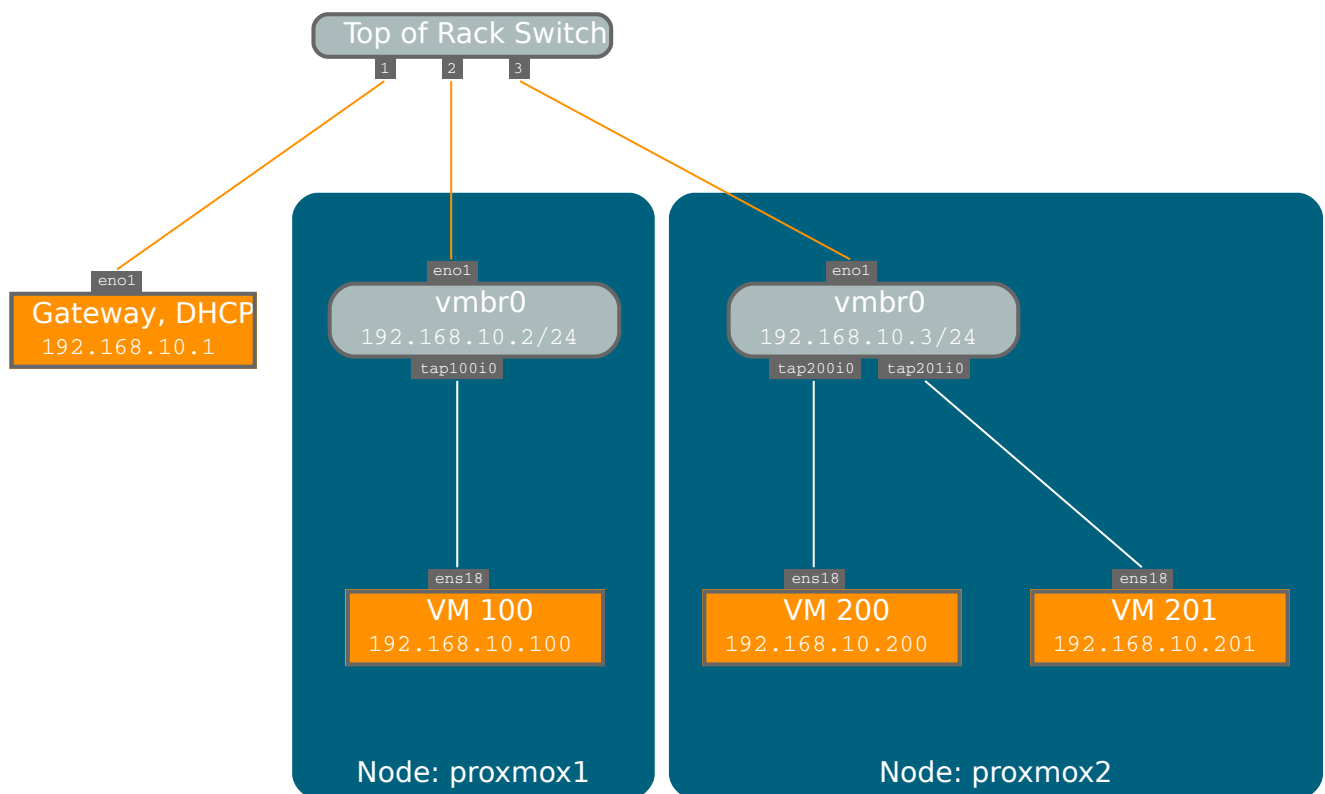 Top of Rack Switch
1 2 3
eno1
Gateway, DHCP
192.168.10.1
eno1
vmbr0
192.168.10.2/24
tap100i0
ens18
VM 100
192.168.10.100
Node: proxmox1
eno1
vmbr0
192.168.10.3/24
tap200i0 tap201i0
ens18
VM 200
192.168.10.200
ens18
VM 201
192.168.10.201
Node: proxmox2